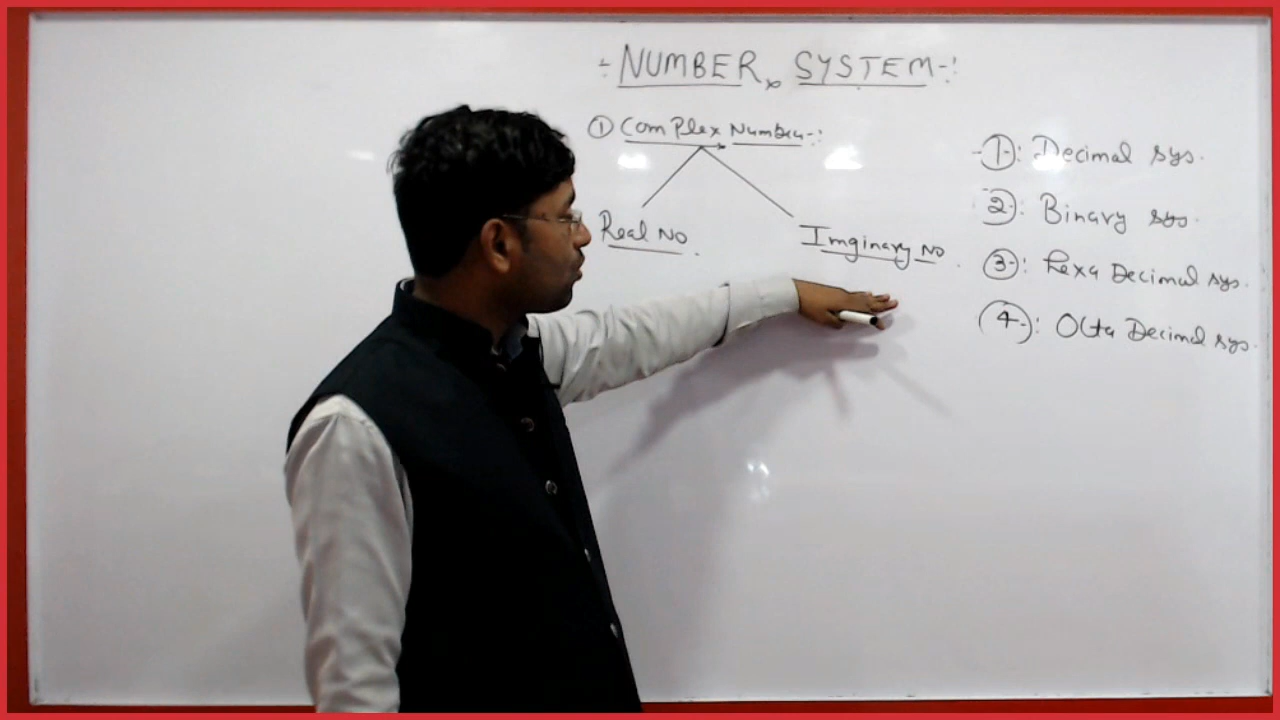 ÷ NUMBER SYSTEM -:
① ComPlex Number -:
Real No.
Imginary No.
① : Decimal sys.
② : Binary sys.
③ : hexa Decimal sys.
④ : Octa Decimal sys.